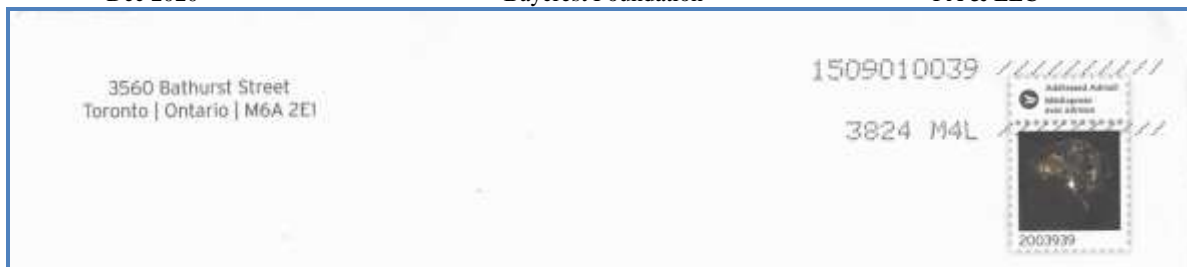 3560 Bathurst Street
Toronto | Ontario | M6A 2E1
1509010039
Addressed Admail
Médiaposte
avec adresse
3824 M4L
2003939